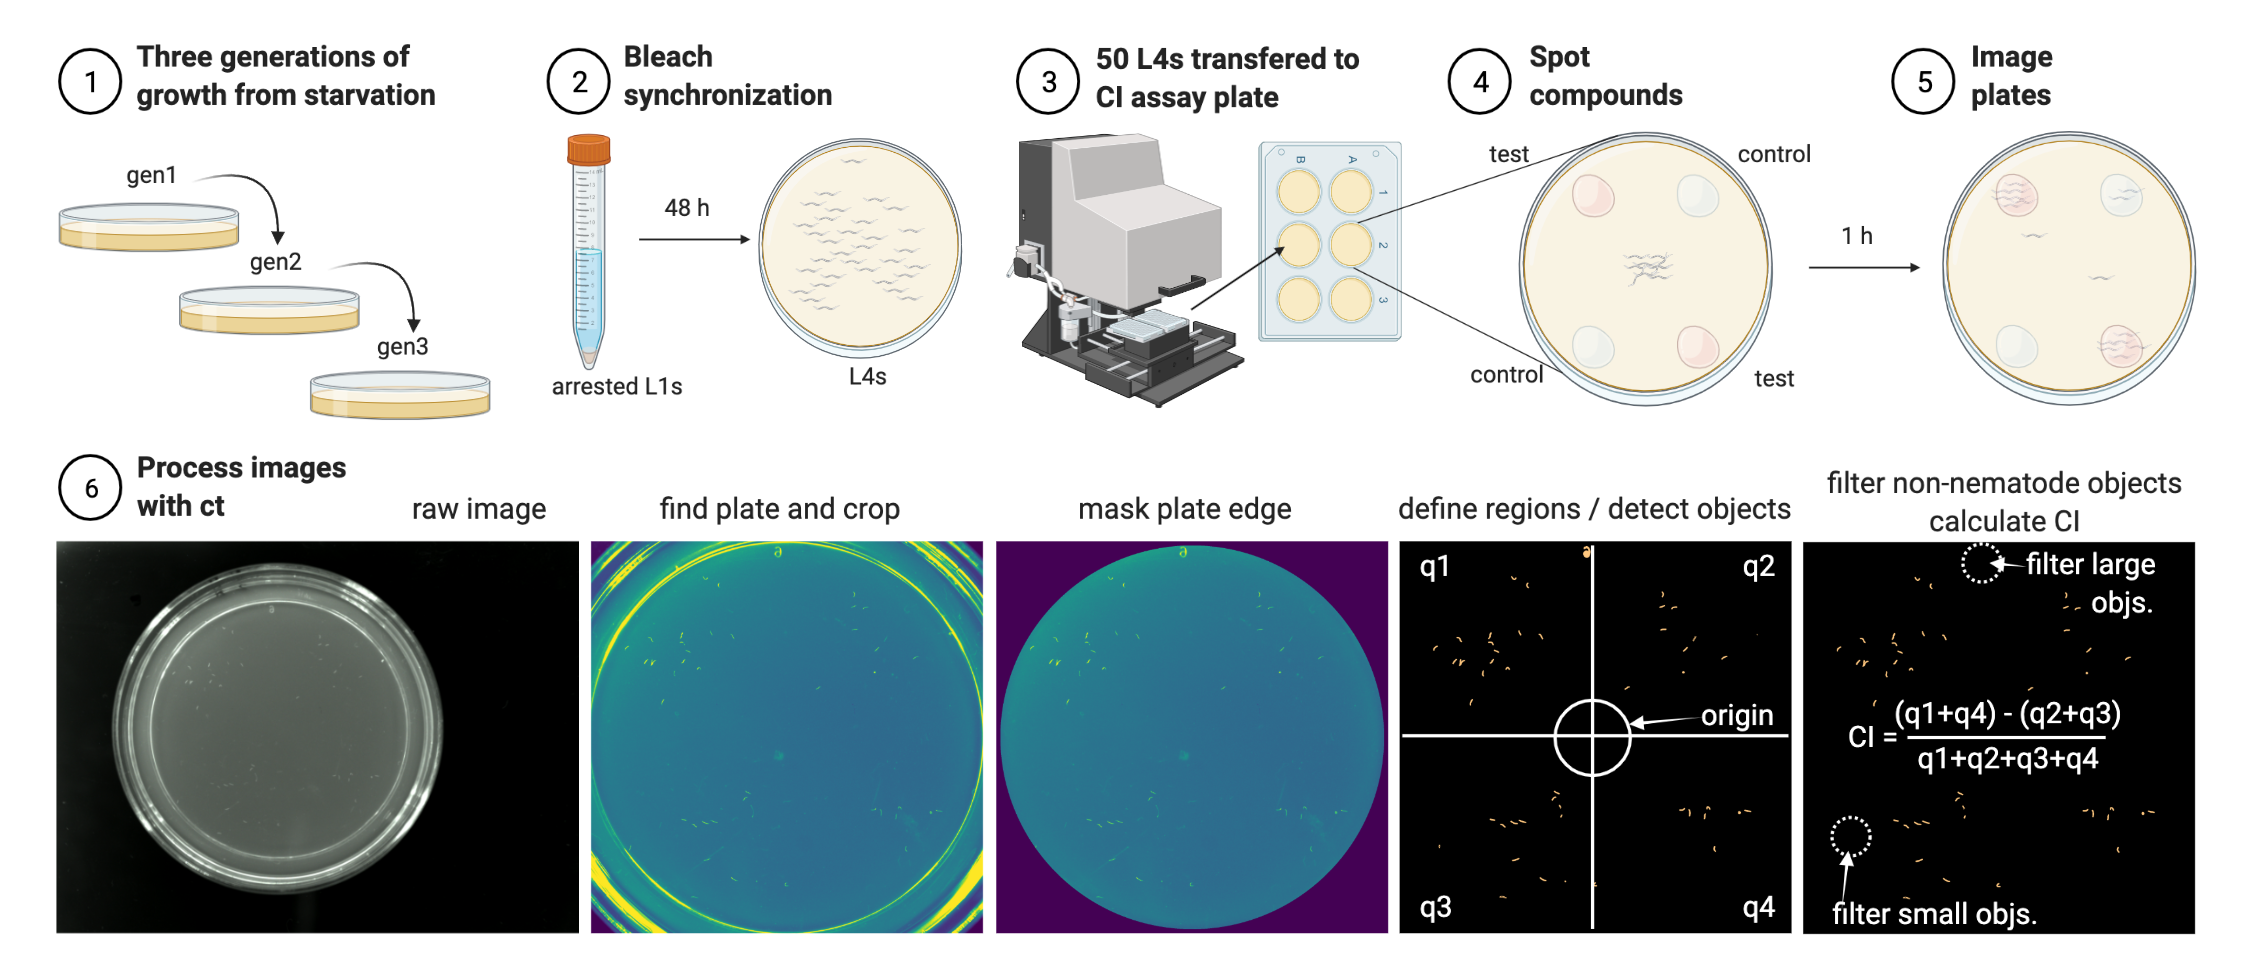 1
Three generations of
growth from starvation
gen1
gen2
gen3
2
Bleach
synchronization
48 h
arrested L1s
L4s
3
50 L4s transfered to
CI assay plate
B
A
1
2
3
4
Spot
compounds
test
control
control
test
1 h
5
Image
plates
6
Process images
with ct
raw image
find plate and crop
mask plate edge
define regions / detect objects
q1
q2
origin
q3
q4
filter non-nematode objects
calculate CI
filter large
objs.
CI = (q1+q4) - (q2+q3)
q1+q2+q3+q4
filter small objs.